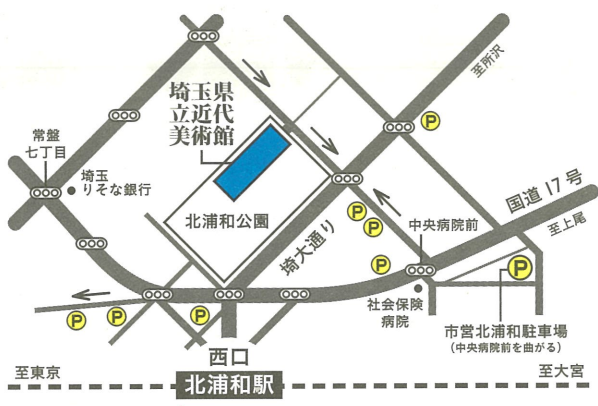 至所沢
P
埼玉県
立近代
美術館
常盤
七丁目
埼玉
りそな銀行
北浦和公園
埼大通り
国道17号
至上尾
P
P
中央病院前
P
P
社会保険
病院
市営北浦和駐車場
(中央病院前を曲がる)
P
P
P
西口
至東京
北浦和駅
至大宮